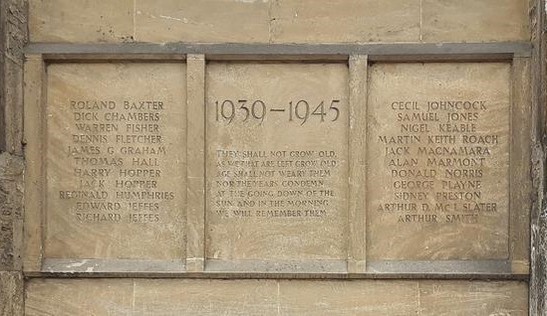 ROLAND BAXTER
DICK CHAMBERS
WARREN FISHER
DENNIS FLETCHER
JAMES G GRAHAM
THOMAS HALL
HARRY HOPPER
JACK HOPPER
REGINALD HUMPHRIES
EDWARD JEFFES
RICHARD JEFFES
1939-1945
THEY SHALL NOT GROW OLD,
AS WE THAT ARE LEFT GROW OLD
AGE SHALL NOT WEARY THEM
NOR THE YEARS CONDEMN
AT THE GOING DOWN OF THE
SUN AND IN THE MORNING
WE WILL REMEMBER THEM
CECIL JOHNCOCK
SAMUEL JONES
NIGEL KEABLE
MARTIN KEITH ROACH
JACK MACNAMARA
ALAN MARMONT
DONALD NORRIS
GEORGE PLAYNE
SIDNEY PRESTON
ARTHUR D. MC L SLATER
ARTHUR SMITH